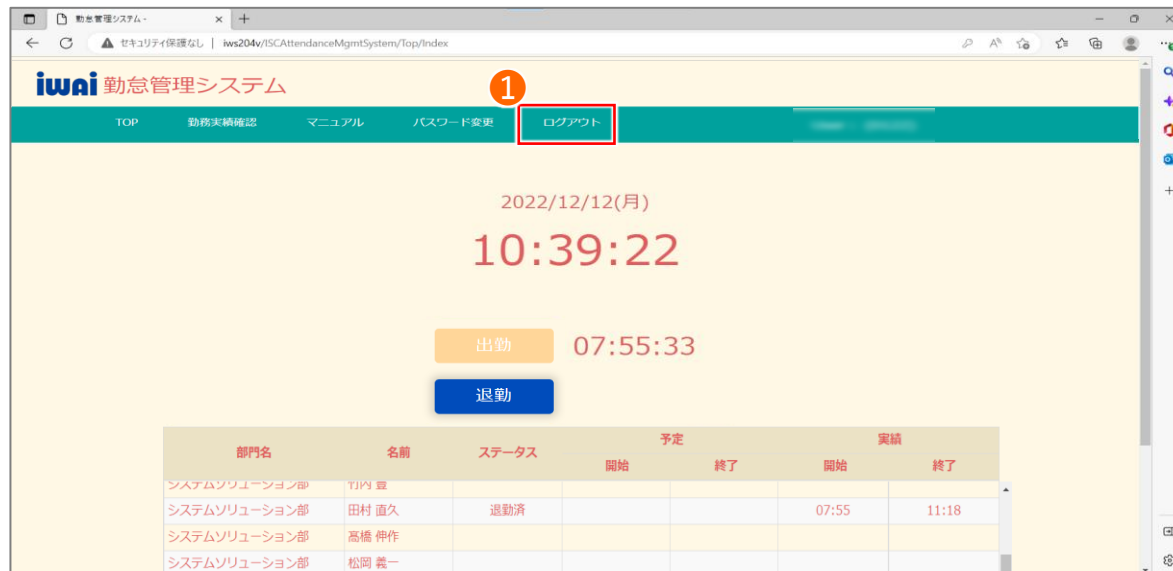 勤怠管理システム -
セキュリティ保護なし | iws204v/ISCAttendanceMgmtSystem/Top/Index
iwai 勤怠管理システム
1
TOP 勤務実績確認 マニュアル パスワード変更 ログアウト
2022/12/12(月)
10:39:22
出勤 07:55:33
退勤
部門名 名前 ステータス 予定 実績
開始 終了 開始 終了
システムソリューション部 竹内 豊
システムソリューション部 田村 直久 退勤済 07:55 11:18
システムソリューション部 高橋 伸作
システムソリューション部 松岡 義一